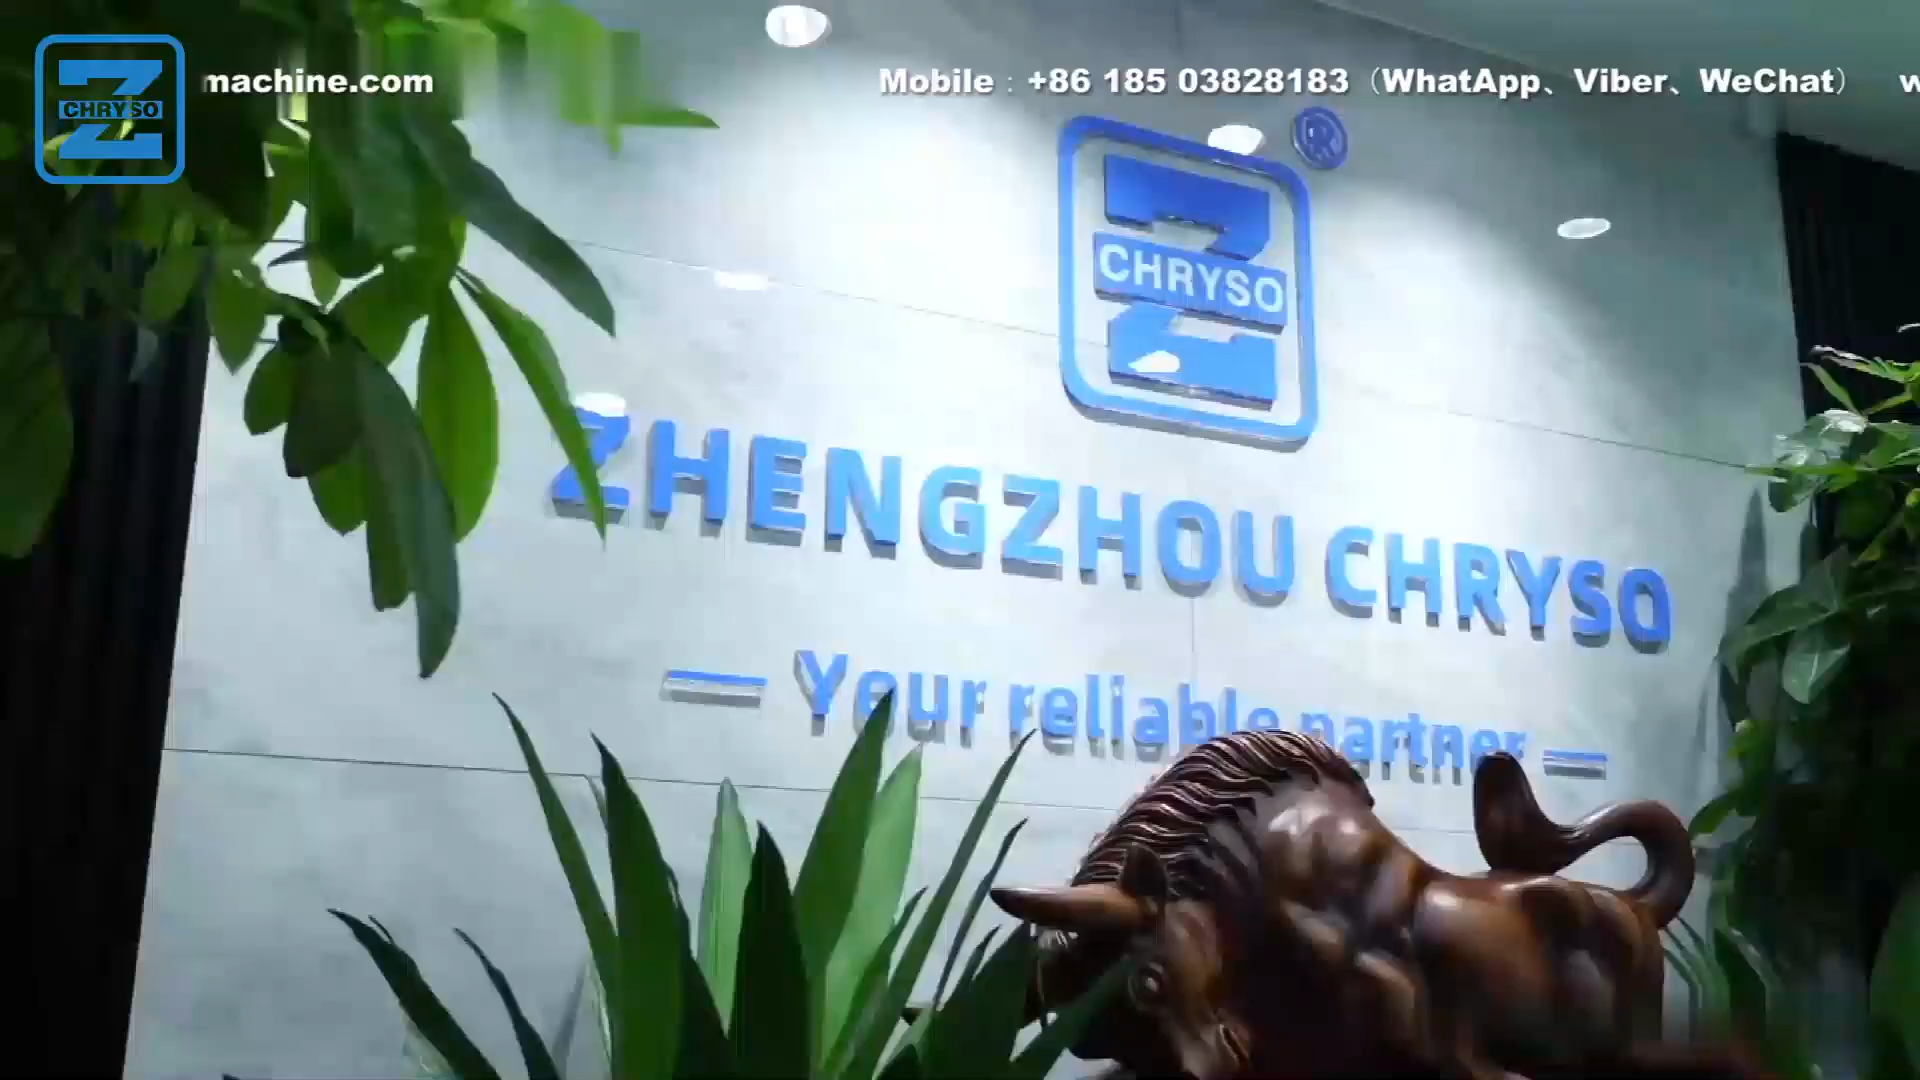 CHRYSO
machine.com Mobile：+86 185 03828183（WhatApp、Viber、WeChat） w
®
CHRYSO
ZHENGZHOU CHRYSO
Your reliable partner